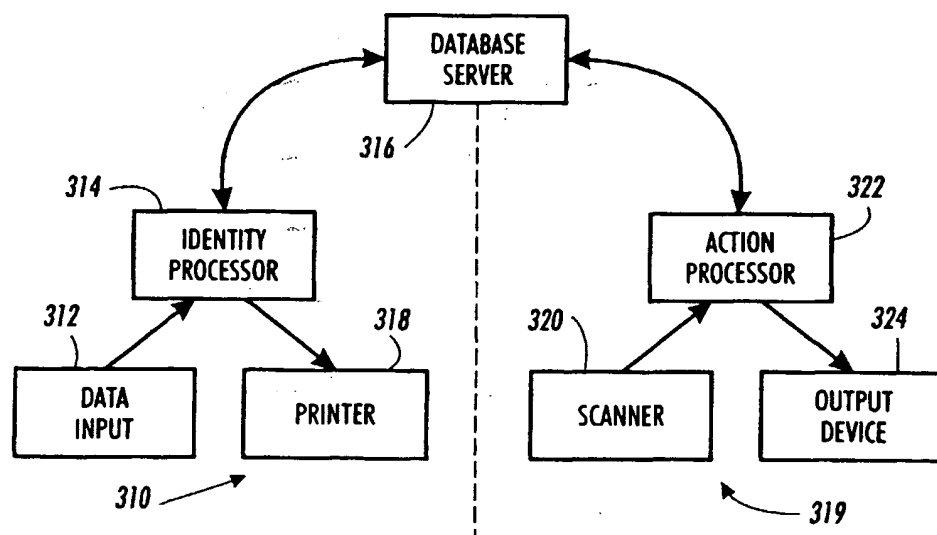 DATABASE
SERVER
316
314
IDENTITY
PROCESSOR
322
ACTION
PROCESSOR
312
DATA
INPUT
318
PRINTER
320
SCANNER
324
OUTPUT
DEVICE
310
319